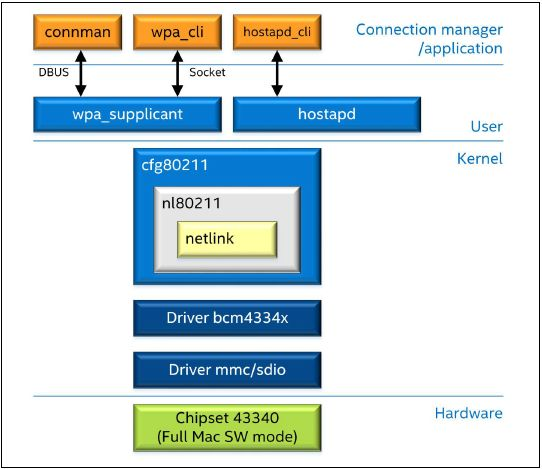 connman
wpa_cli
hostapd_cli
Connection manager
/application
DBUS
Socket
wpa_supplicant
hostapd
User
Kernel
cfg80211
nl80211
netlink
Driver bcm4334x
Driver mmc/sdio
Hardware
Chipset 43340
(Full Mac SW mode)